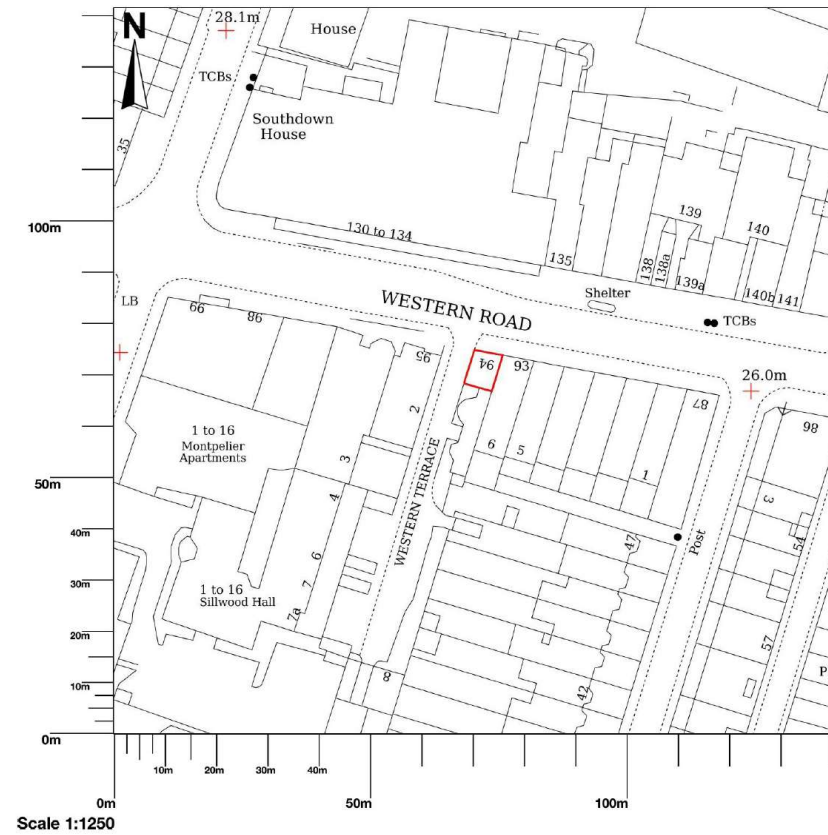 N
28.1m
House
TCBs
Southdown
House
35
100m
130 to 134
135
138
138a
139
139a
140
140b
141
LB
99
98
WESTERN ROAD
Shelter
TCBs
95
94
93
26.0m
87
86
2
1 to 16
Montpelier
Apartments
3
6
5
1
3
50m
4
WESTERN TERRACE
47
Post
54
40m
6
30m
7
1 to 16
Sillwood Hall
7a
57
20m
8
42
P
10m
0m
10m
20m
30m
40m
0m
50m
100m
Scale 1:1250